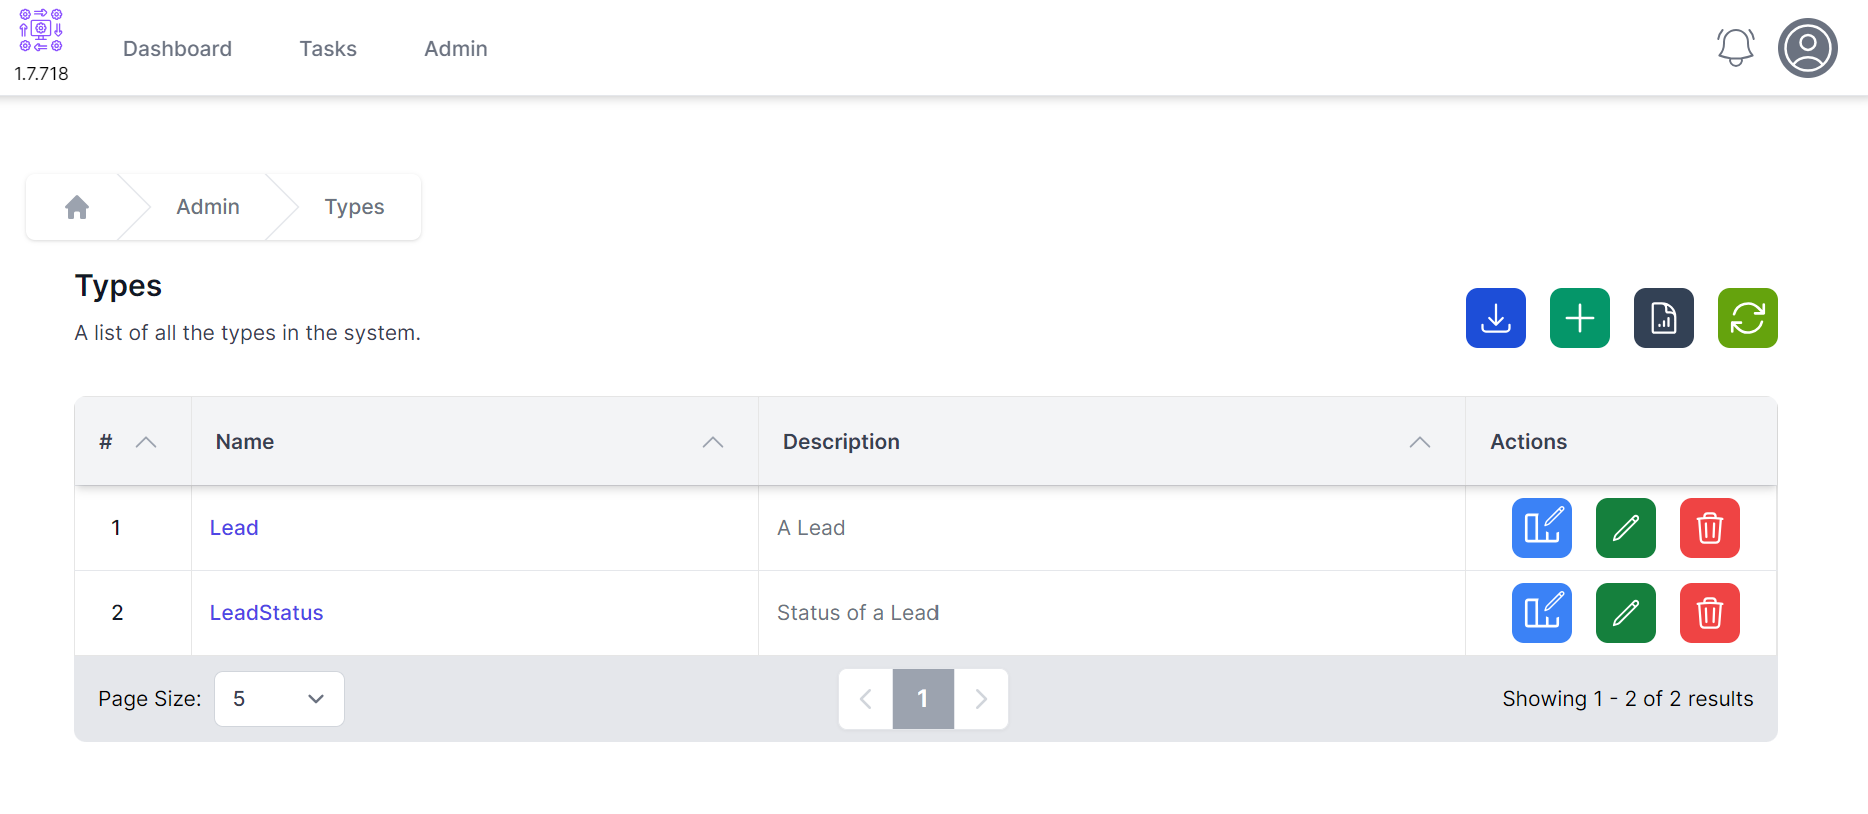 1.7.718
Dashboard Tasks Admin
Admin Types
Types
A list of all the types in the system.
# Name Description Actions
1 Lead A Lead
2 LeadStatus Status of a Lead
Page Size: 5 1 Showing 1 - 2 of 2 results